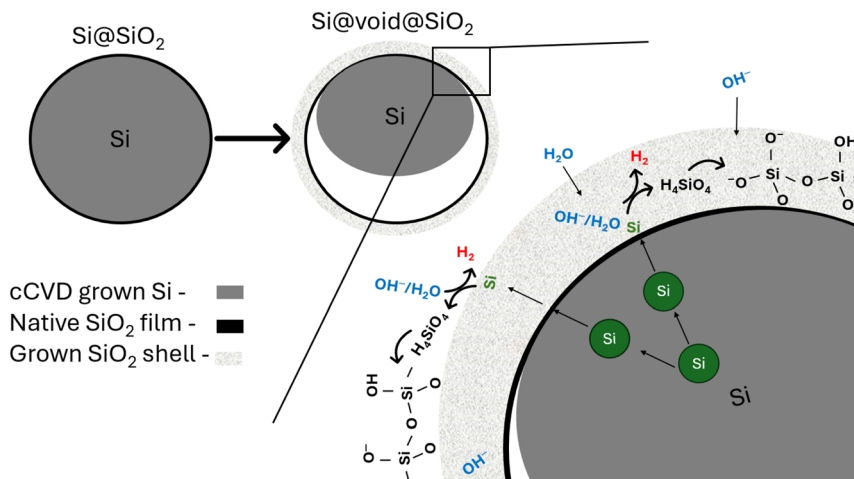 Si@SiO₂
Si@void@SiO₂
Si
Si
cCVD grown Si -
Native SiO₂ film -
Grown SiO₂ shell -
OH⁻
H₂O
H₂
H₄SiO₄
OH⁻/H₂O
Si
O⁻
OH
⁻O
Si
O
Si
O
O
H₂
OH⁻/H₂O
Si
H₄SiO₄
OH
Si
O
O
O⁻
Si
O
OH⁻
Si
Si
Si
Si